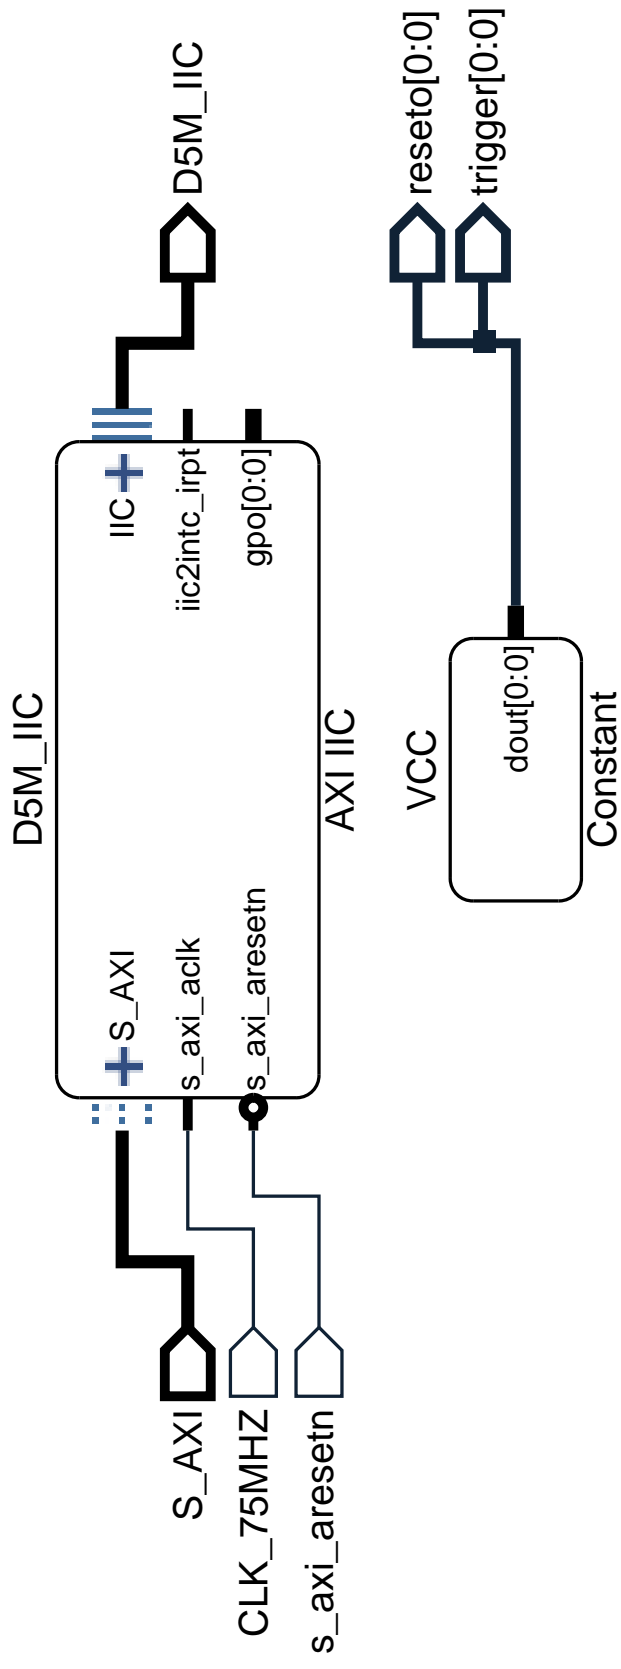 D5M_IIC
S_AXI
S_AXI
IIC
D5M_IIC
CLK_75MHZ
s_axi_aclk
iic2intc_irpt
s_axi_aresetn
s_axi_aresetn
gpo[0:0]
AXI IIC
VCC
dout[0:0]
Constant
reseto[0:0]
trigger[0:0]